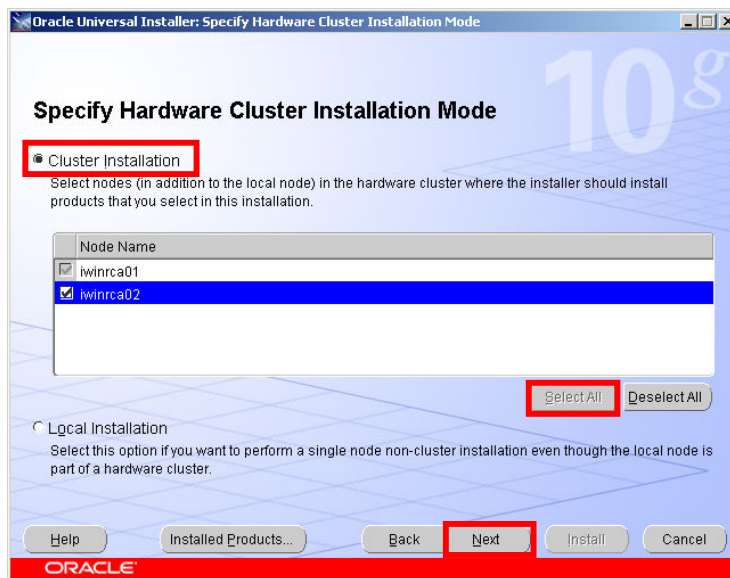 Oracle Universal Installer: Specify Hardware Cluster Installation Mode
10g
Specify Hardware Cluster Installation Mode
Cluster Installation
Select nodes (in addition to the local node) in the hardware cluster where the installer should install
products that you select in this installation.
Node Name
iwinrca01
iwinrca02
Select All Deselect All
Local Installation
Select this option if you want to perform a single node non-cluster installation even though the local node is
part of a hardware cluster.
Help Installed Products... Back Next Install Cancel
ORACLE